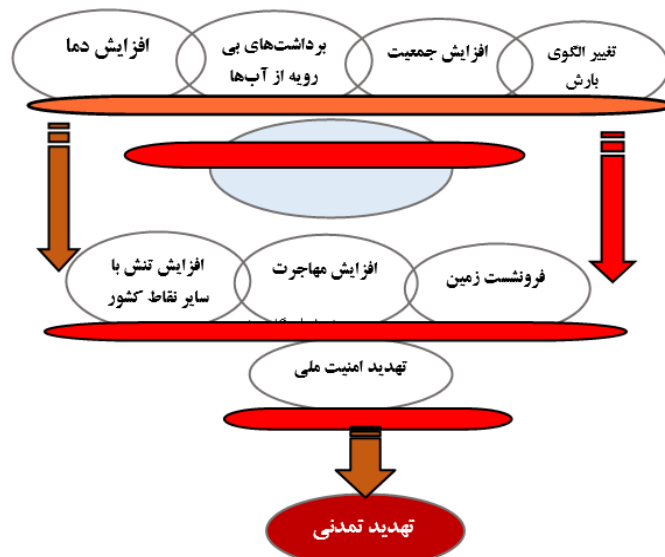 تغییر الگوی
بارش
افزایش جمعیت
برداشت‌های بی
رویه از آب‌ها
افزایش دما
فرونشست زمین
افزایش مهاجرت
افزایش تنش با
سایر نقاط کشور
تهدید امنیت ملی
تهدید تمدنی